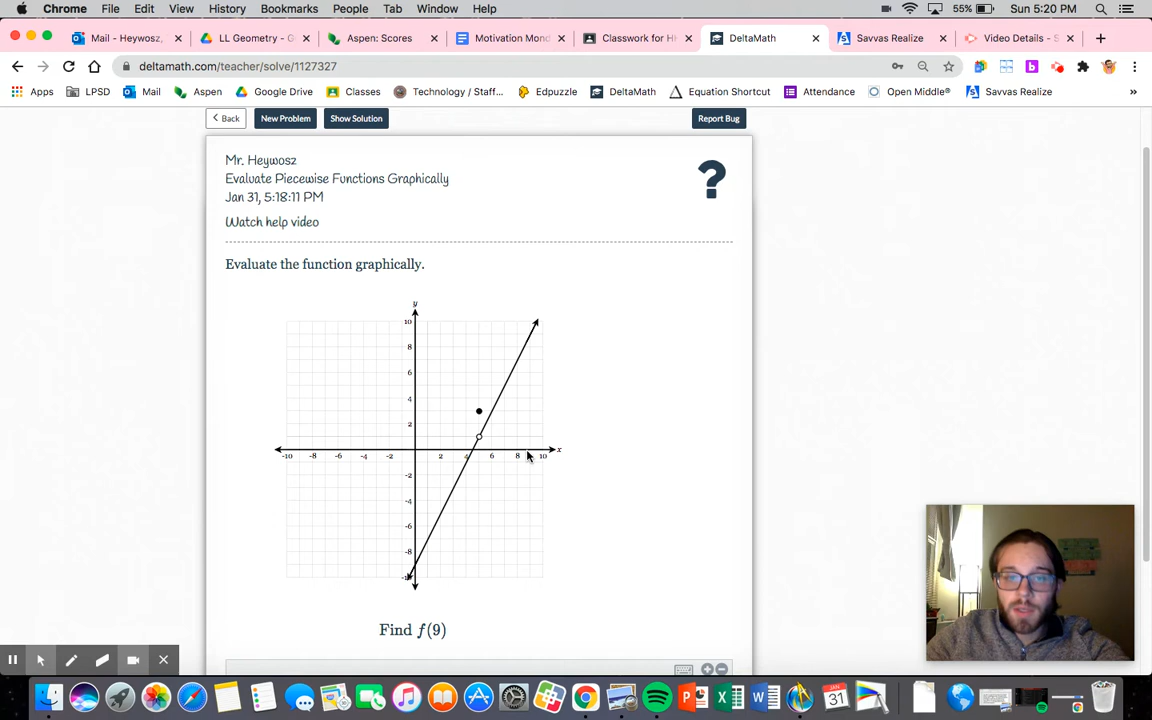 Chrome File Edit View History Bookmarks People Tab Window Help 55% Sun 5:20 PM
Mail - Heywosz, LL Geometry - G Aspen: Scores Motivation Mond Classwork for HH DeltaMath Savvas Realize Video Details - S
deltamath.com/teacher/solve/1127327
Apps LPSD Mail Aspen Google Drive Classes Technology / Staff... Edpuzzle DeltaMath Equation Shortcut Attendance Open Middle® Savvas Realize »
Back New Problem Show Solution Report Bug
Mr. Heywosz
Evaluate Piecewise Functions Graphically
Jan 31, 5:18:11 PM
Watch help video
?
Evaluate the function graphically.
y
10
8
6
4
2
-10 -8 -6 -4 -2 2 4 6 8 10 x
-2
-4
-6
-8
Find f(9)
JAN
31